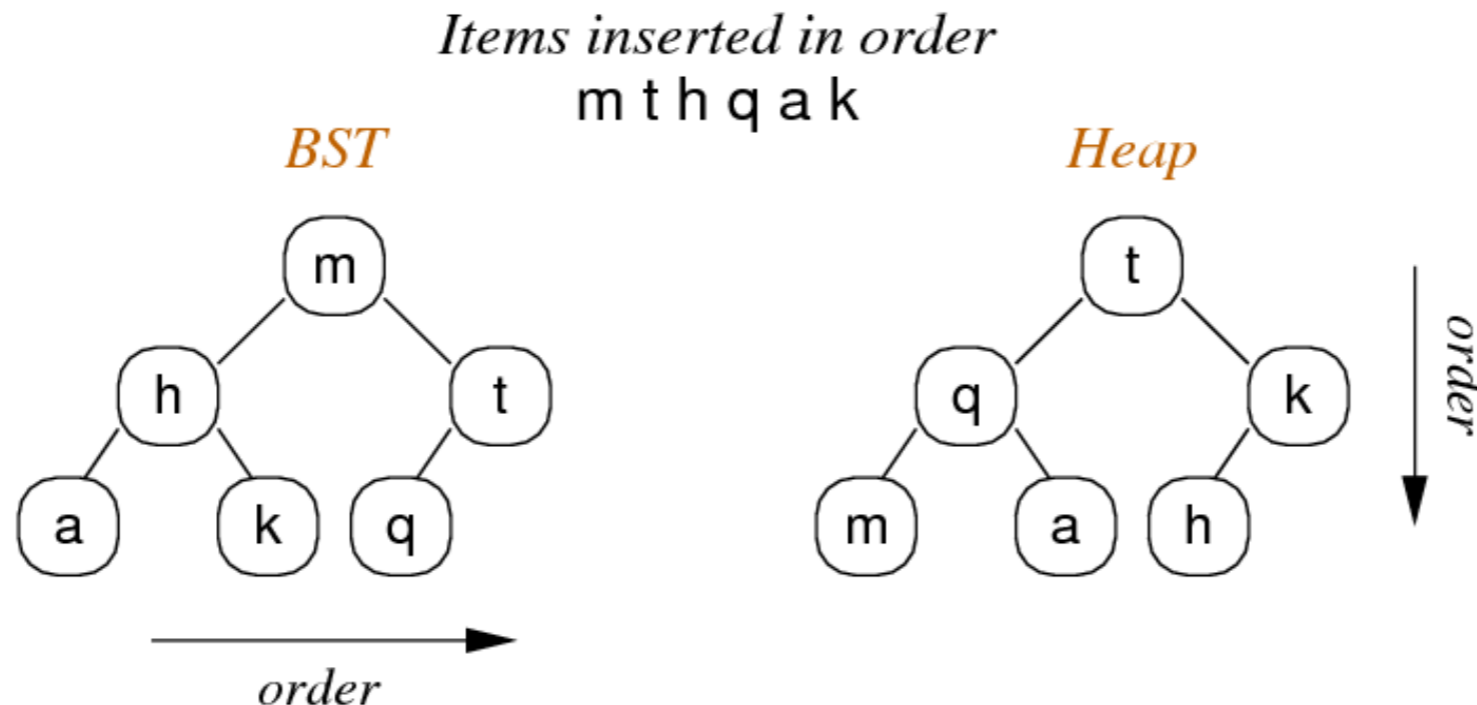 Items inserted in order
m t h q a k
BST
Heap
m
h t
a k q
order
t
q k
m a h
order